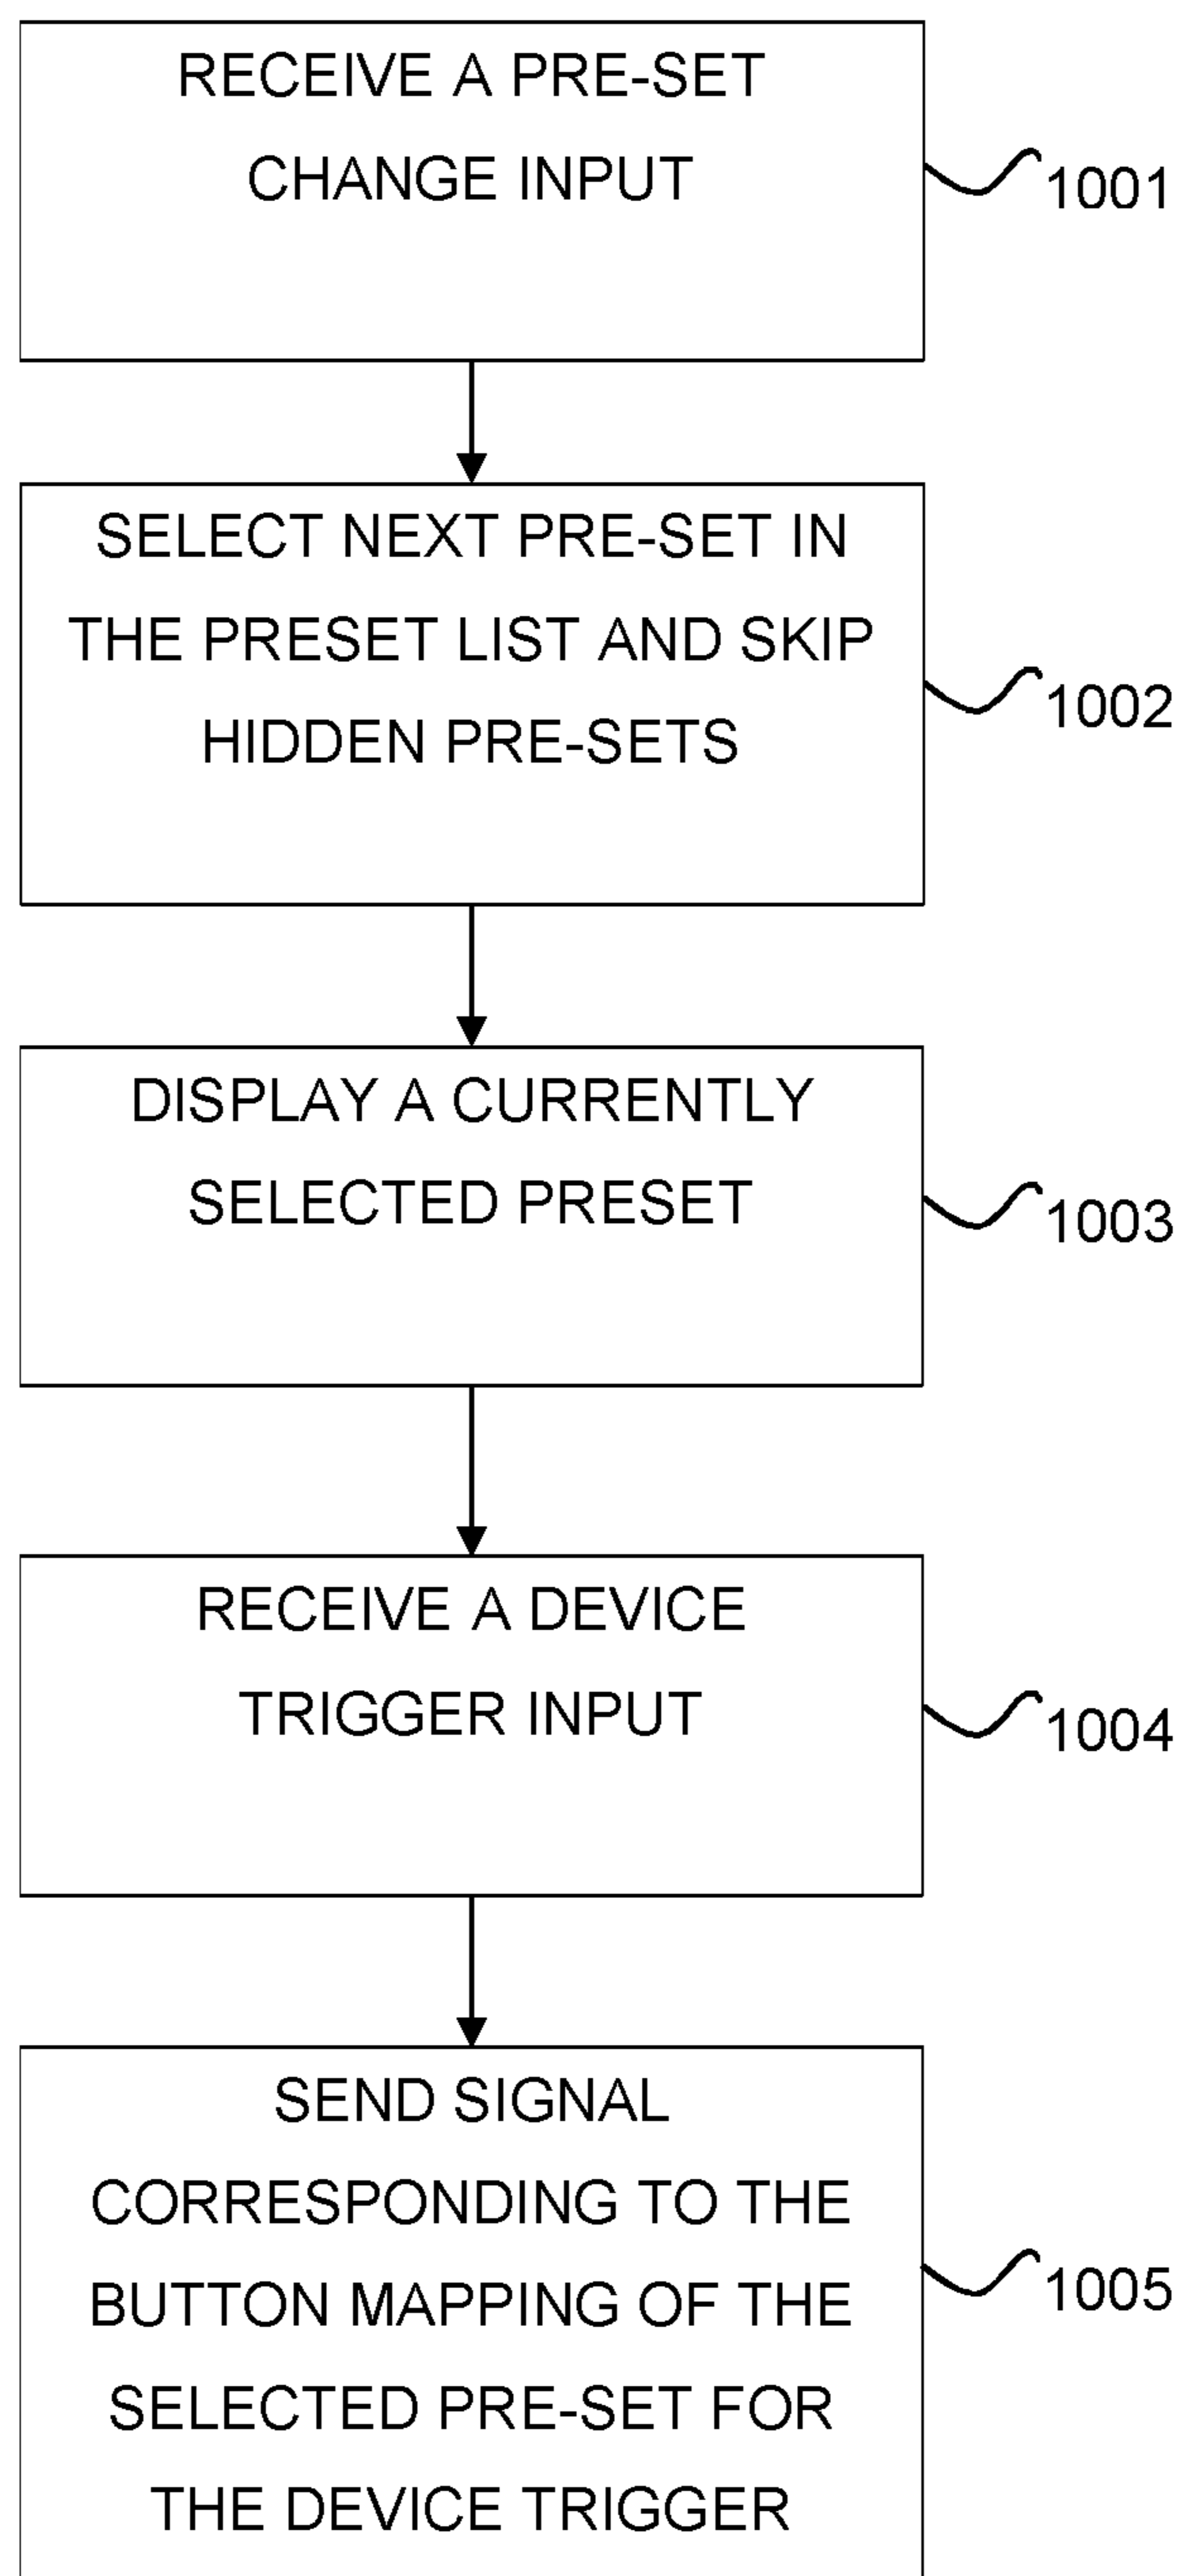 RECEIVE A PRE-SET
CHANGE INPUT
1001
SELECT NEXT PRE-SET IN
THE PRESET LIST AND SKIP
HIDDEN PRE-SETS
1002
DISPLAY A CURRENTLY
SELECTED PRESET
1003
RECEIVE A DEVICE
TRIGGER INPUT
1004
SEND SIGNAL
CORRESPONDING TO THE
BUTTON MAPPING OF THE
SELECTED PRE-SET FOR
THE DEVICE TRIGGER
1005